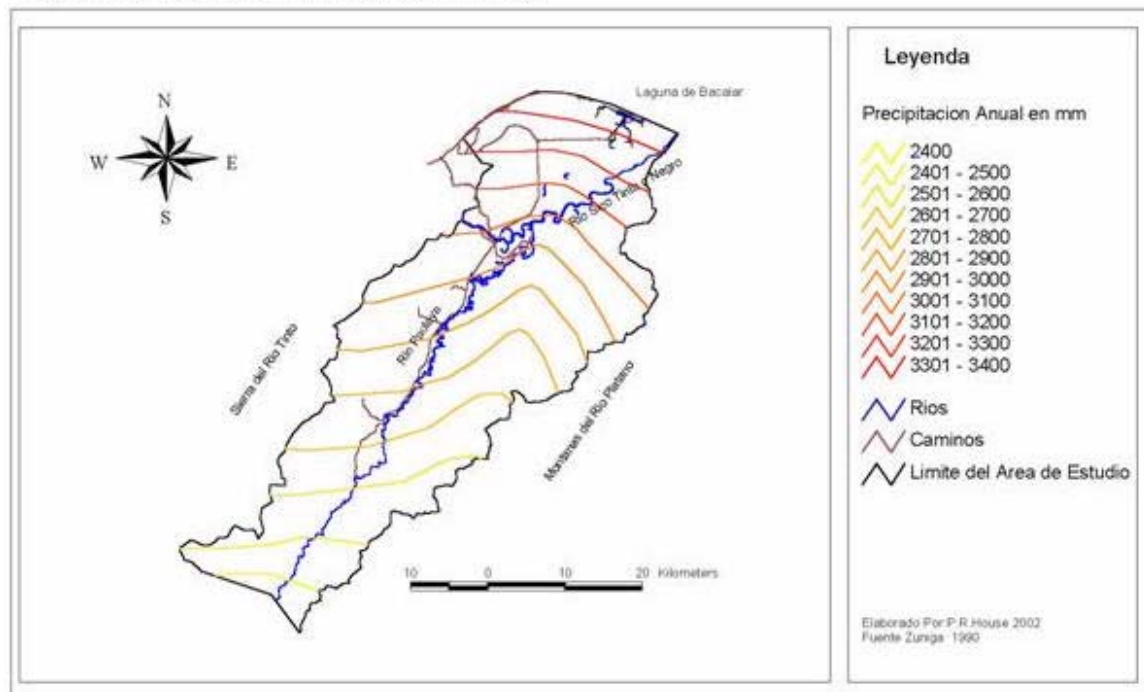 N
W E
S
Laguna de Bacalar
Rio Sico Tinto o Negro
Rio Paulaya
Sierra del Rio Tinto
Montanas del Rio Platano
10 0 10 20 Kilometers
Leyenda
Precipitacion Anual en mm
2400
2401 - 2500
2501 - 2600
2601 - 2700
2701 - 2800
2801 - 2900
2901 - 3000
3001 - 3100
3101 - 3200
3201 - 3300
3301 - 3400
Rios
Caminos
Limite del Area de Estudio
Elaborado Por:P.R.House 2002
Fuente Zuniga 1990